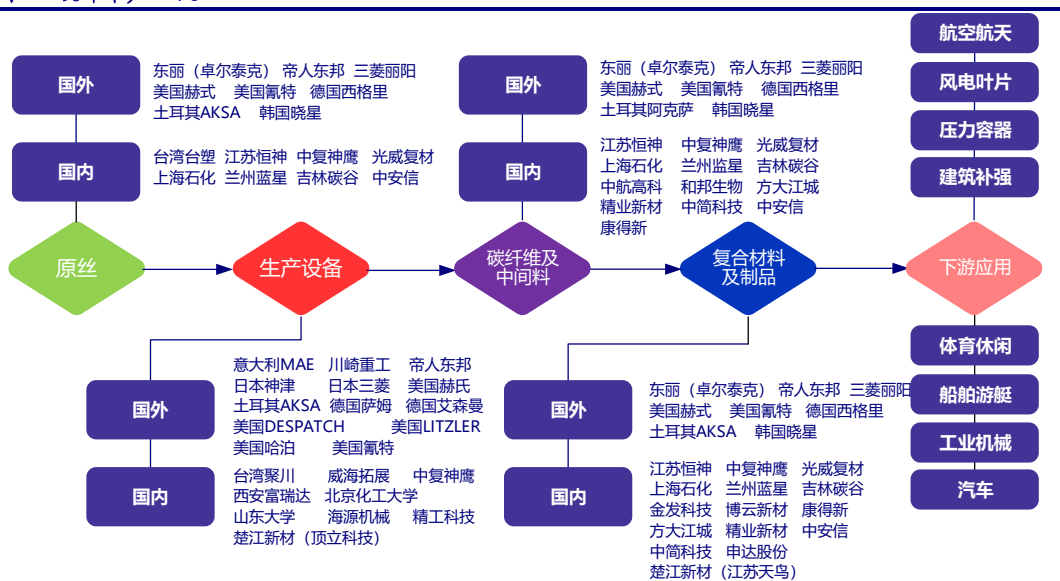 航空航天
风电叶片
压力容器
建筑补强
国外
东丽（卓尔泰克） 帝人东邦 三菱丽阳
美国赫式 美国氰特 德国西格里
土耳其AKSA 韩国晓星
国内
台湾台塑 江苏恒神 中复神鹰 光威复材
上海石化 兰州蓝星 吉林碳谷 中安信
国外
东丽（卓尔泰克） 帝人东邦 三菱丽阳
美国赫式 美国氰特 德国西格里
土耳其阿克萨 韩国晓星
国内
江苏恒神 中复神鹰 光威复材
上海石化 兰州监星 吉林碳谷
中航高科 和邦生物 方大江城
精业新材 中简科技 中安信
康得新
原丝
生产设备
碳纤维及
中间料
复合材料
及制品
下游应用
国外
意大利MAE 川崎重工 帝人东邦
日本神津 日本三菱 美国赫氏
土耳其AKSA 德国萨姆 德国艾森曼
美国DESPATCH 美国LITZLER
美国哈泊 美国氰特
国内
台湾聚川 威海拓展 中复神鹰
西安富瑞达 北京化工大学
山东大学 海源机械 精工科技
楚江新材（顶立科技）
国外
东丽（卓尔泰克） 帝人东邦 三菱丽阳
美国赫式 美国氰特 德国西格里
土耳其AKSA 韩国晓星
国内
江苏恒神 中复神鹰 光威复材
上海石化 兰州蓝星 吉林碳谷
金发科技 博云新材 康得新
方大江城 精业新材 中安信
中简科技 申达股份
楚江新材（江苏天鸟）
体育休闲
船舶游艇
工业机械
汽车